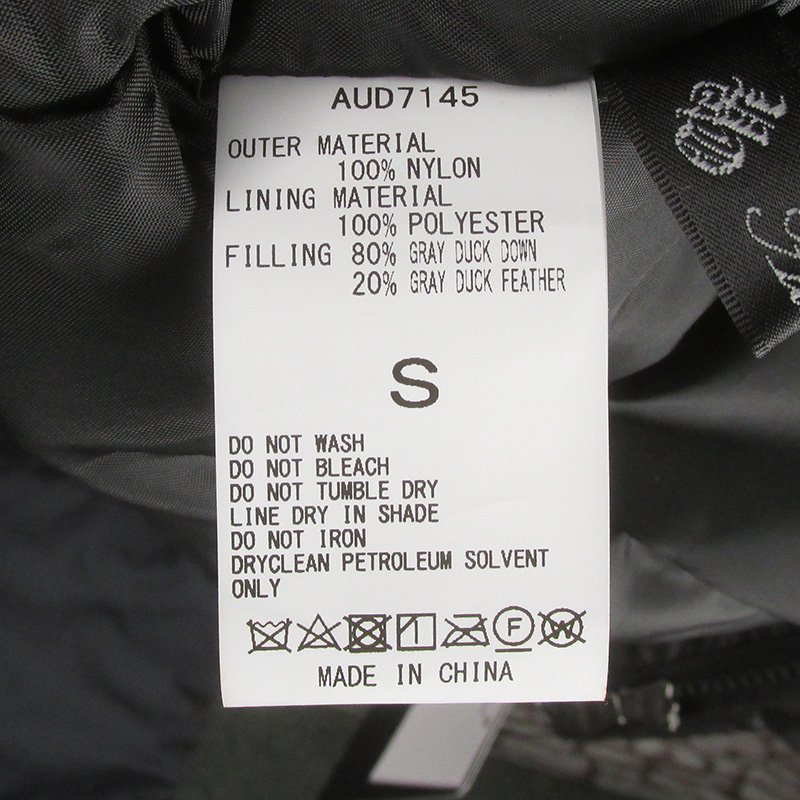 AUD7145
OUTER MATERIAL
100% NYLON
LINING MATERIAL
100% POLYESTER
FILLING 80% GRAY DUCK DOWN
20% GRAY DUCK FEATHER
S
DO NOT WASH
DO NOT BLEACH
DO NOT TUMBLE DRY
LINE DRY IN SHADE
DO NOT IRON
DRYCLEAN PETROLEUM SOLVENT
ONLY
F W
MADE IN CHINA